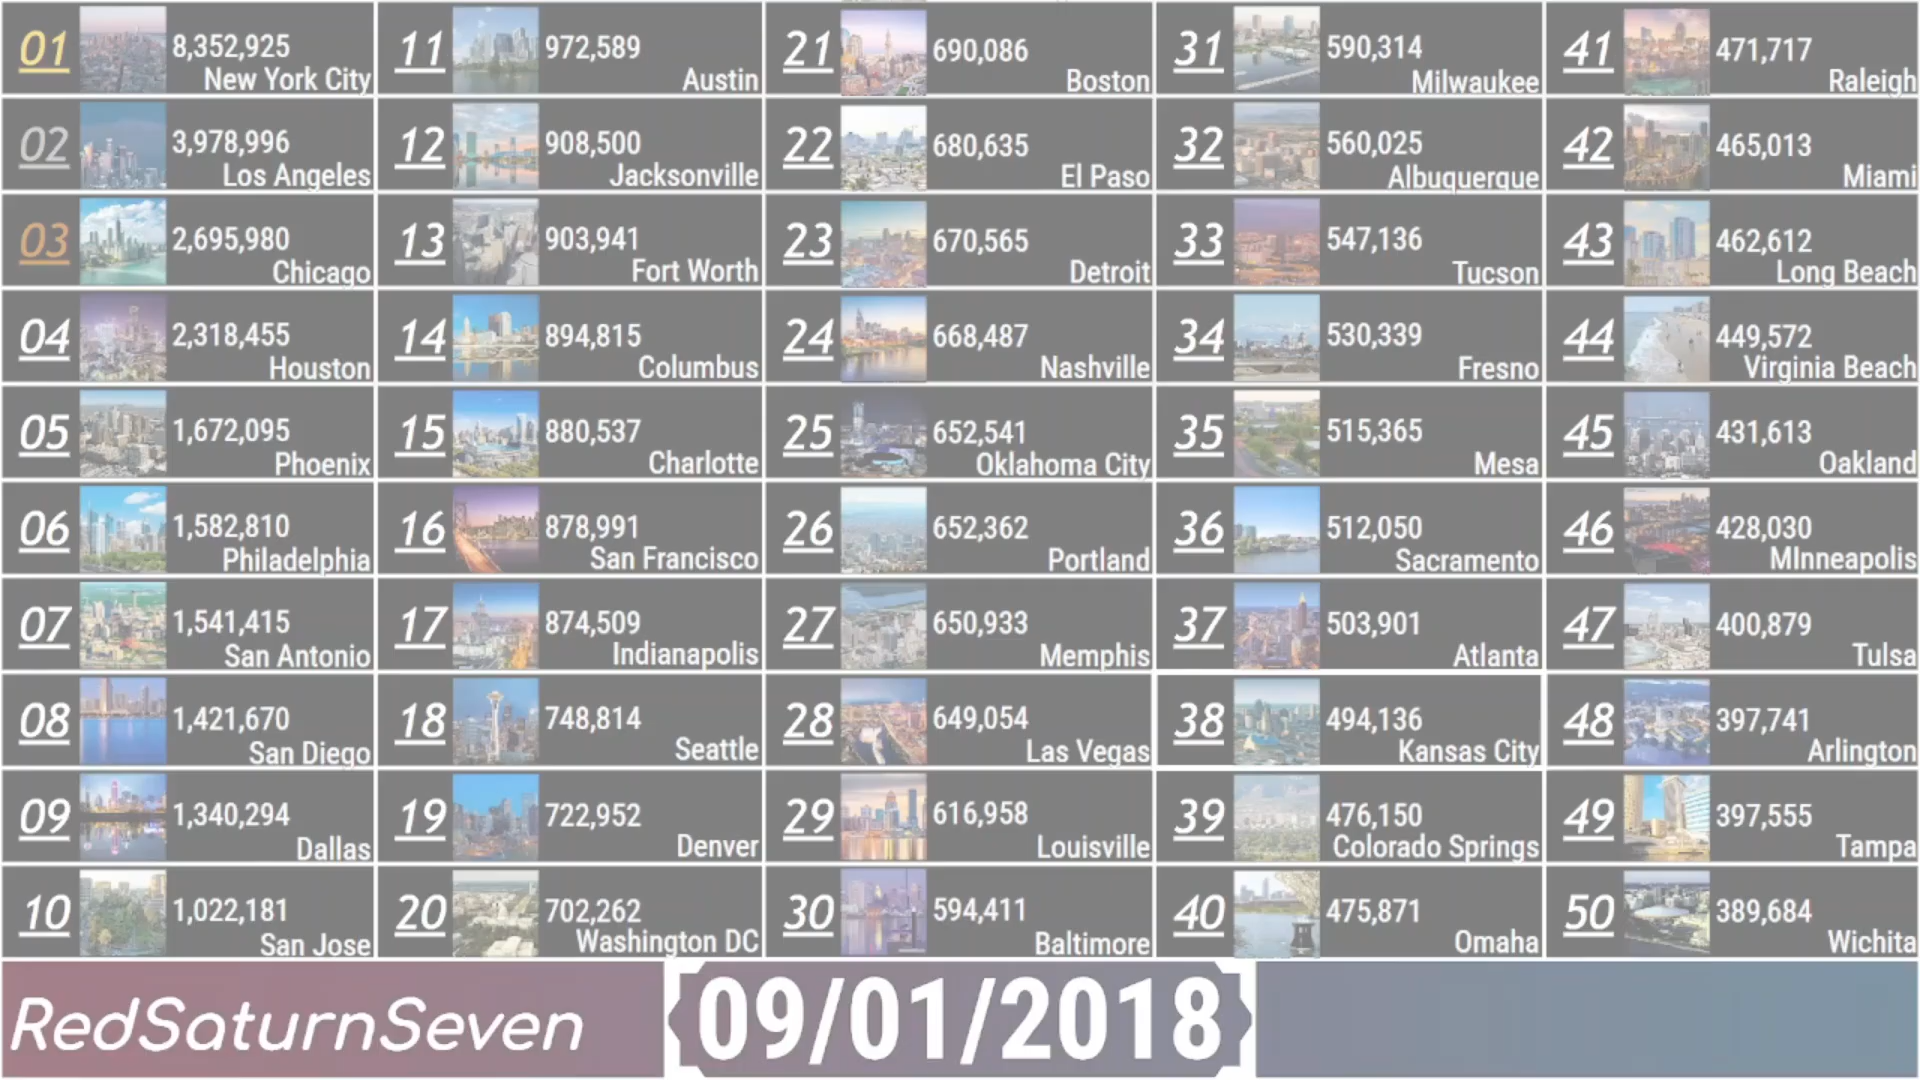 01 8,352,925 New York City
02 3,978,996 Los Angeles
03 2,695,980 Chicago
04 2,318,455 Houston
05 1,672,095 Phoenix
06 1,582,810 Philadelphia
07 1,541,415 San Antonio
08 1,421,670 San Diego
09 1,340,294 Dallas
10 1,022,181 San Jose
11 972,589 Austin
12 908,500 Jacksonville
13 903,941 Fort Worth
14 894,815 Columbus
15 880,537 Charlotte
16 878,991 San Francisco
17 874,509 Indianapolis
18 748,814 Seattle
19 722,952 Denver
20 702,262 Washington DC
21 690,086 Boston
22 680,635 El Paso
23 670,565 Detroit
24 668,487 Nashville
25 652,541 Oklahoma City
26 652,362 Portland
27 650,933 Memphis
28 649,054 Las Vegas
29 616,958 Louisville
30 594,411 Baltimore
31 590,314 Milwaukee
32 560,025 Albuquerque
33 547,136 Tucson
34 530,339 Fresno
35 515,365 Mesa
36 512,050 Sacramento
37 503,901 Atlanta
38 494,136 Kansas City
39 476,150 Colorado Springs
40 475,871 Omaha
41 471,717 Raleigh
42 465,013 Miami
43 462,612 Long Beach
44 449,572 Virginia Beach
45 431,613 Oakland
46 428,030 MInneapolis
47 400,879 Tulsa
48 397,741 Arlington
49 397,555 Tampa
50 389,684 Wichita
RedSaturnSeven
09/01/2018